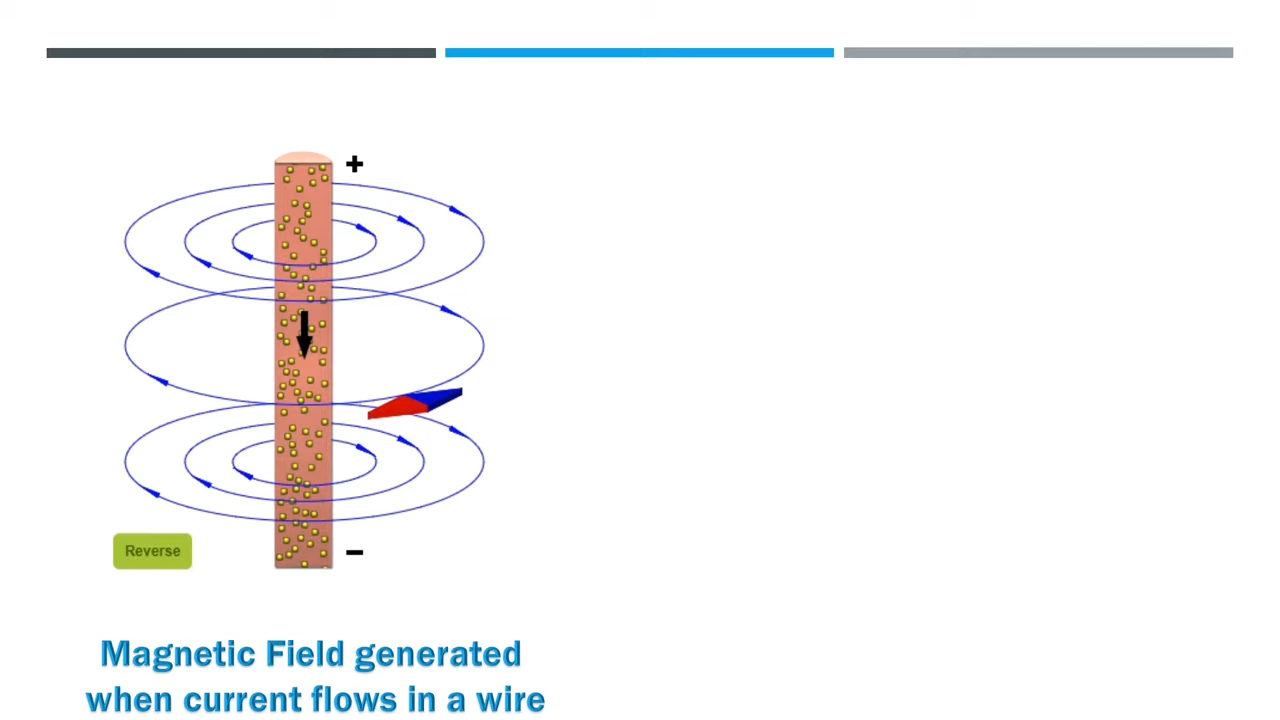 +
−
Reverse
Magnetic Field generated
when current flows in a wire